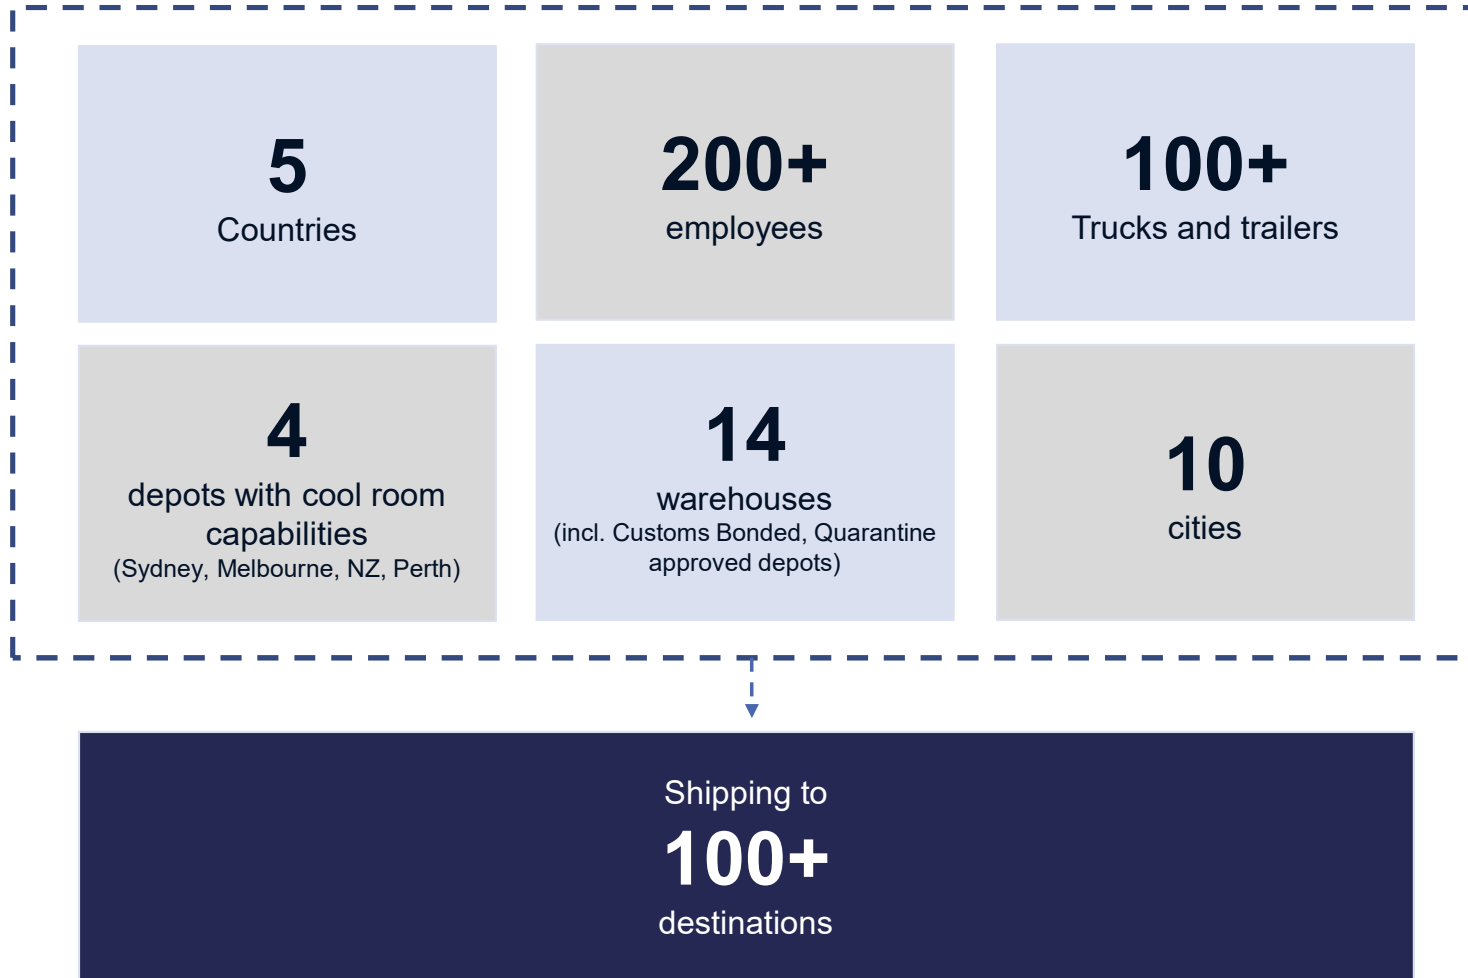 5
Countries
200+
employees
100+
Trucks and trailers
4
depots with cool room
capabilities
(Sydney, Melbourne, NZ, Perth)
14
warehouses
(incl. Customs Bonded, Quarantine
approved depots)
10
cities
Shipping to
100+
destinations